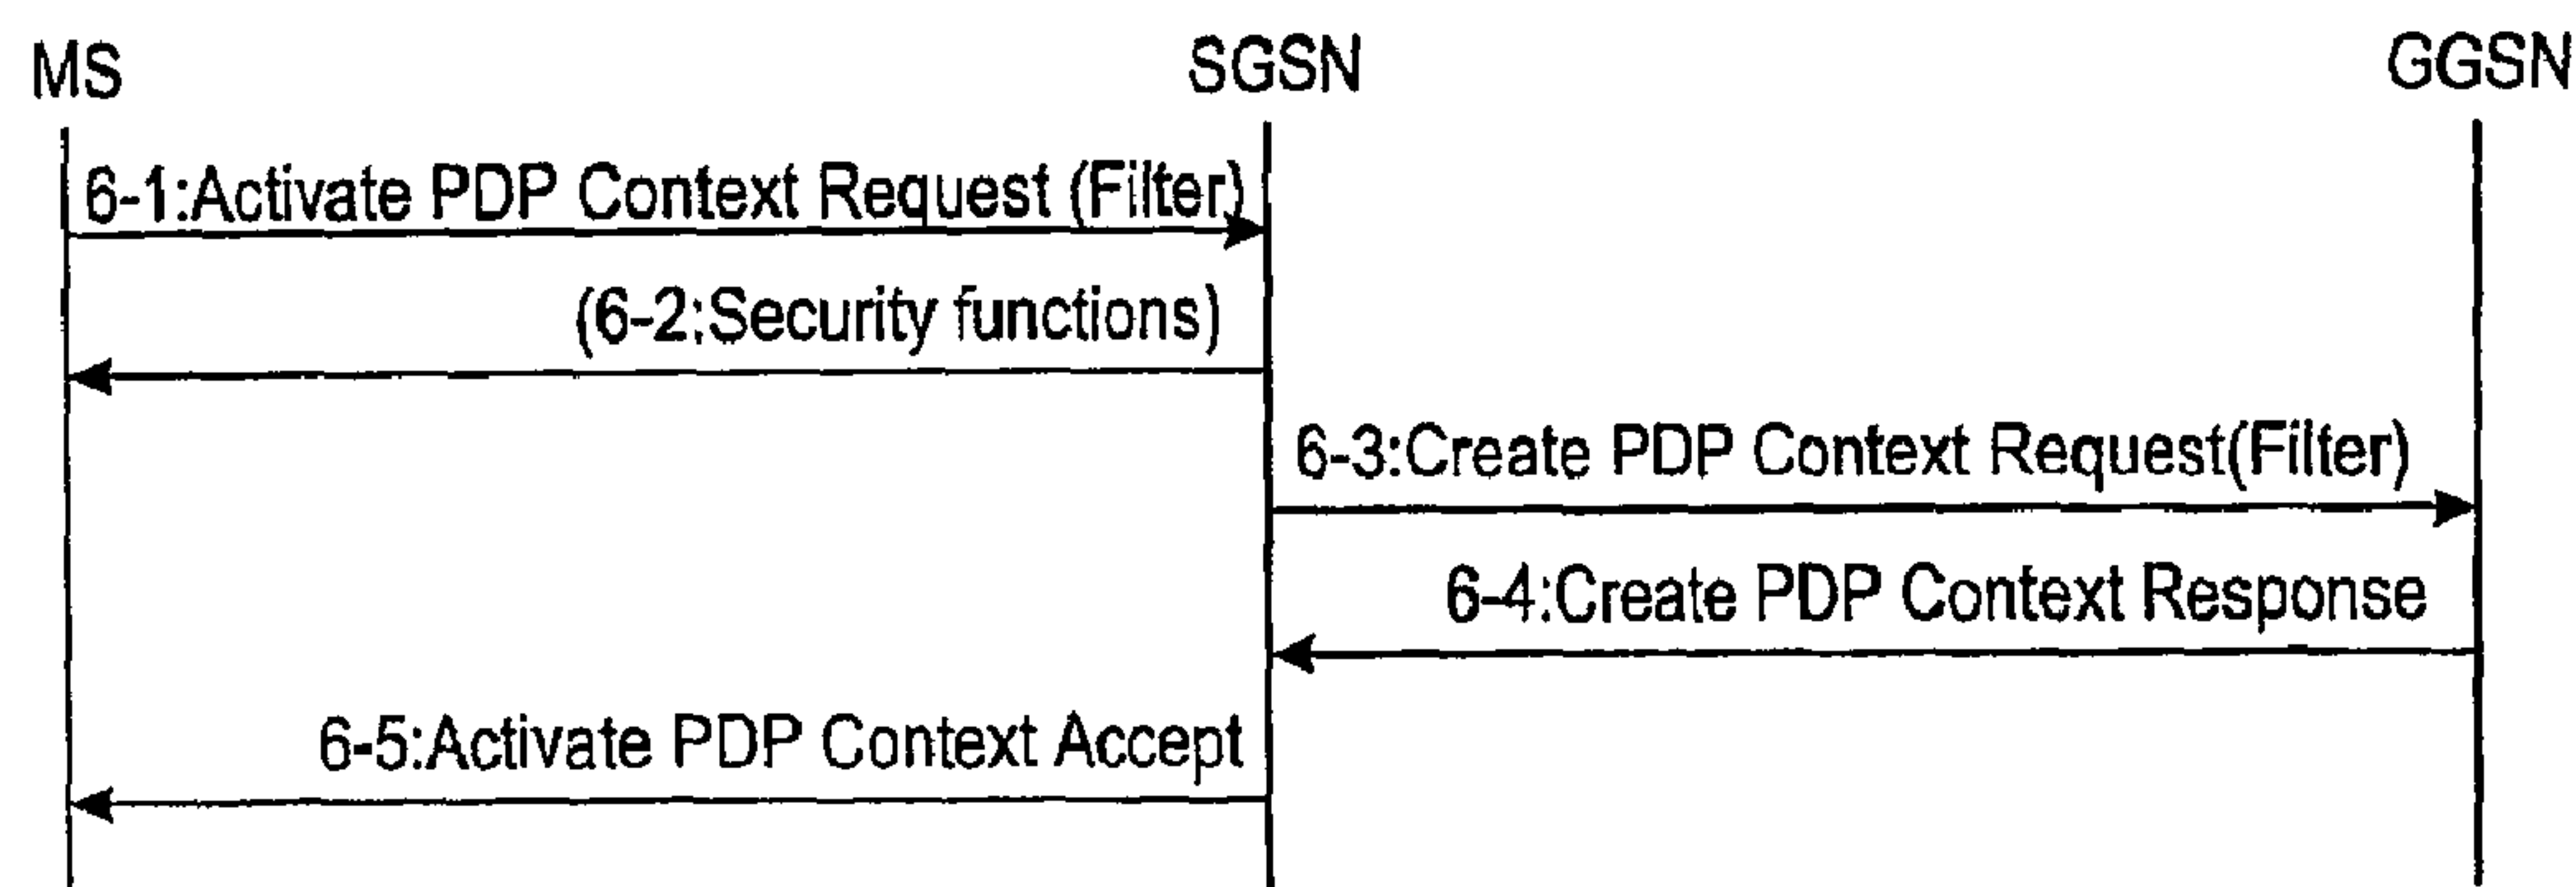 MS SGSN GGSN
6-1:Activate PDP Context Request (Filter)
(6-2:Security functions)
6-3:Create PDP Context Request(Filter)
6-4:Create PDP Context Response
6-5:Activate PDP Context Accept